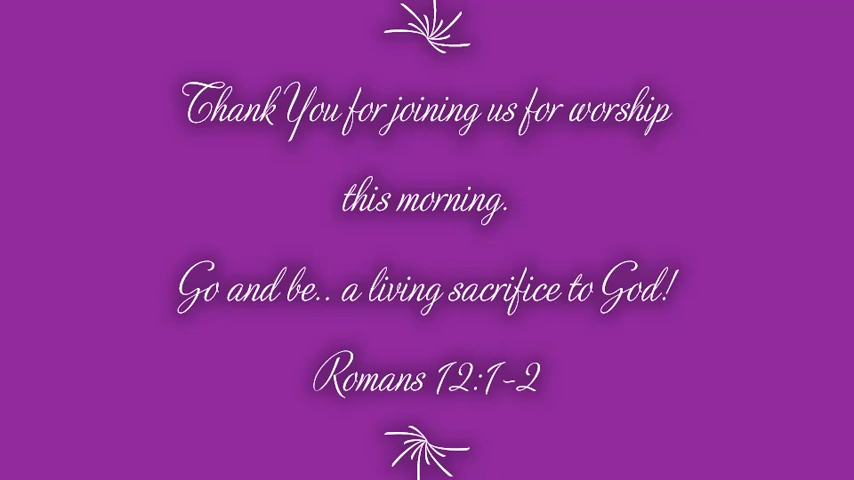 Thank You for joining us for worship
this morning.
Go and be.. a living sacrifice to God!
Romans 12:1-2